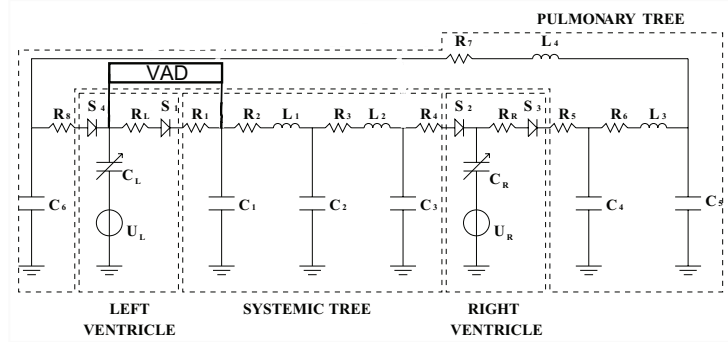 PULMONARY TREE
R7 L4
VAD
R8 S4 RL S1 R1 R2 L1 R3 L2 R4 S2 RR S3 R5 R6 L3
C6 CL C1 C2 C3 CR C4 C5
UL UR
LEFT VENTRICLE
SYSTEMIC TREE
RIGHT VENTRICLE